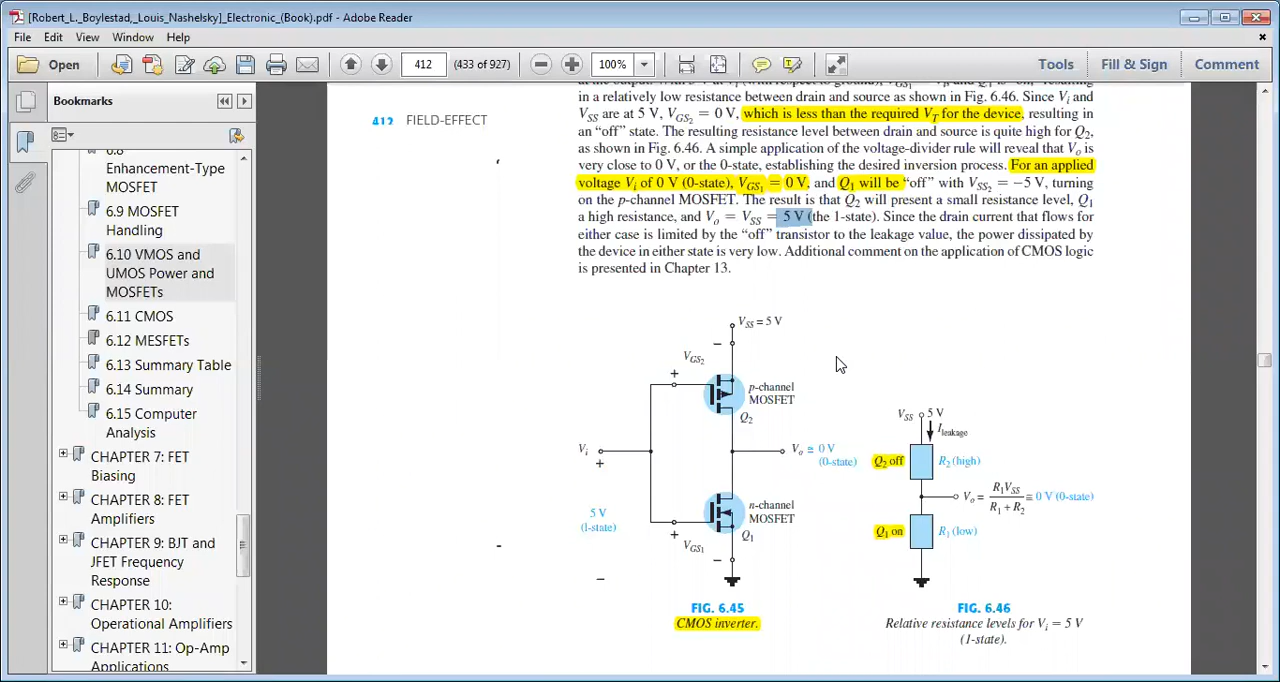 [Robert_L._Boylestad,_Louis_Nashelsky]_Electronic_(Book).pdf - Adobe Reader
File Edit View Window Help
Open 412 (433 of 927) 100% Tools Fill & Sign Comment
Bookmarks
6.8
Enhancement-Type
MOSFET
6.9 MOSFET
Handling
6.10 VMOS and
UMOS Power and
MOSFETs
6.11 CMOS
6.12 MESFETs
6.13 Summary Table
6.14 Summary
6.15 Computer
Analysis
CHAPTER 7: FET
Biasing
CHAPTER 8: FET
Amplifiers
CHAPTER 9: BJT and
JFET Frequency
Response
CHAPTER 10:
Operational Amplifiers
CHAPTER 11: Op-Amp
Applications
412 FIELD-EFFECT
in a relatively low resistance between drain and source as shown in Fig. 6.46. Since Vi and
VSS are at 5 V, VGS2 = 0 V, which is less than the required VT for the device, resulting in
an “off” state. The resulting resistance level between drain and source is quite high for Q2,
as shown in Fig. 6.46. A simple application of the voltage-divider rule will reveal that Vo is
very close to 0 V, or the 0-state, establishing the desired inversion process. For an applied
voltage Vi of 0 V (0-state), VGS1 = 0 V, and Q1 will be “off” with VSS2 = −5 V, turning
on the p-channel MOSFET. The result is that Q2 will present a small resistance level, Q1
a high resistance, and Vo = VSS = 5 V (the 1-state). Since the drain current that flows for
either case is limited by the “off” transistor to the leakage value, the power dissipated by
the device in either state is very low. Additional comment on the application of CMOS logic
is presented in Chapter 13.
VSS = 5 V
−
VGS2
+
p-channel
MOSFET
Q2
Vi
+
Vo ≅ 0 V
(0-state)
5 V
(1-state)
n-channel
MOSFET
Q1
+
VGS1
−
−
FIG. 6.45
CMOS inverter.
VSS 5 V
Ileakage
Q2 off R2 (high)
Vo = R1VSS / R1 + R2 ≅ 0 V (0-state)
Q1 on R1 (low)
FIG. 6.46
Relative resistance levels for Vi = 5 V
(1-state).